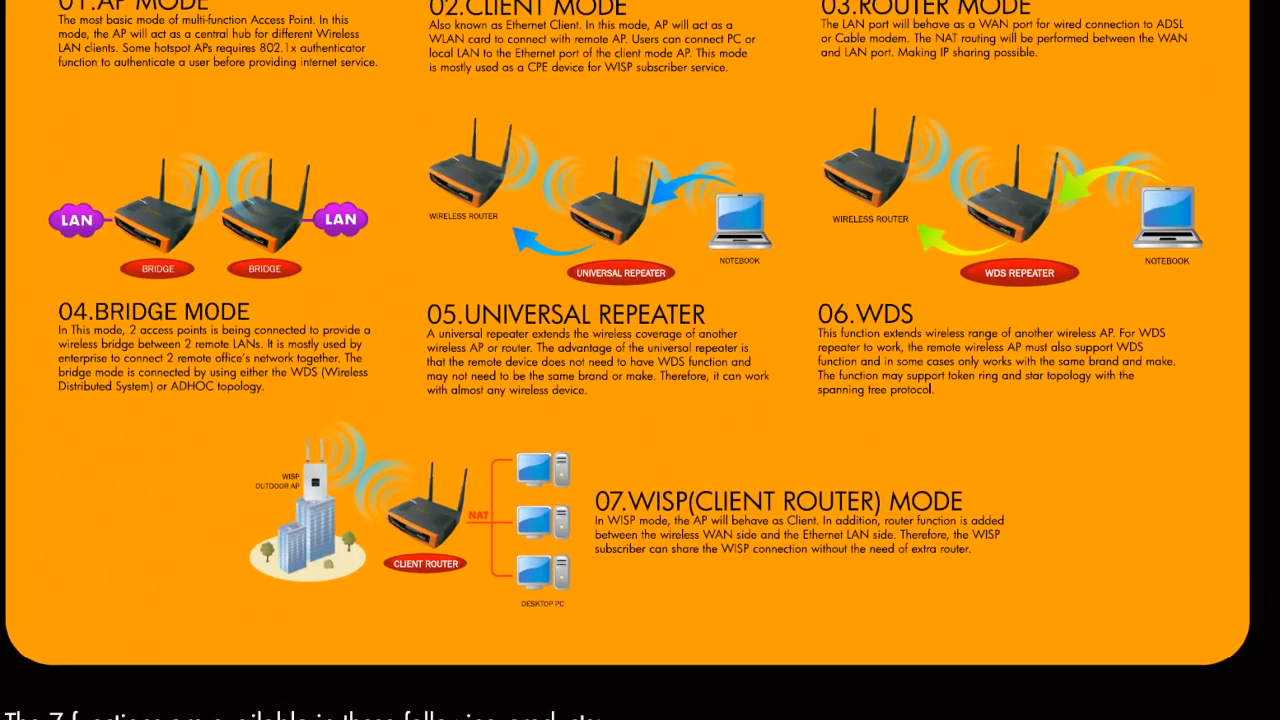 01.AP MODE
The most basic mode of multi-function Access Point. In this
mode, the AP will act as a central hub for different Wireless
LAN clients. Some hotspot APs requires 802.1x authenticator
function to authenticate a user before providing internet service.
02.CLIENT MODE
Also known as Ethernet Client. In this mode, AP will act as a
WLAN card to connect with remote AP. Users can connect PC or
local LAN to the Ethernet port of the client mode AP. This mode
is mostly used as a CPE device for WISP subscriber service.
03.ROUTER MODE
The LAN port will behave as a WAN port for wired connection to ADSL
or Cable modem. The NAT routing will be performed between the WAN
and LAN port. Making IP sharing possible.
LAN
LAN
BRIDGE
BRIDGE
WIRELESS ROUTER
UNIVERSAL REPEATER
NOTEBOOK
WIRELESS ROUTER
WDS REPEATER
NOTEBOOK
04.BRIDGE MODE
In This mode, 2 access points is being connected to provide a
wireless bridge between 2 remote LANs. It is mostly used by
enterprise to connect 2 remote office's network together. The
bridge mode is connected by using either the WDS (Wireless
Distributed System) or ADHOC topology.
05.UNIVERSAL REPEATER
A universal repeater extends the wireless coverage of another
wireless AP or router. The advantage of the universal repeater is
that the remote device does not need to have WDS function and
may not need to be the same brand or make. Therefore, it can work
with almost any wireless device.
06.WDS
This function extends wireless range of another wireless AP. For WDS
repeater to work, the remote wireless AP must also support WDS
function and in some cases only works with the same brand and make.
The function may support token ring and star topology with the
spanning tree protocol.
WISP
OUTDOOR AP
NAT
CLIENT ROUTER
DESKTOP PC
07.WISP(CLIENT ROUTER) MODE
In WISP mode, the AP will behave as Client. In addition, router function is added
between the wireless WAN side and the Ethernet LAN side. Therefore, the WISP
subscriber can share the WISP connection without the need of extra router.
The 7 functions are available in these following products: